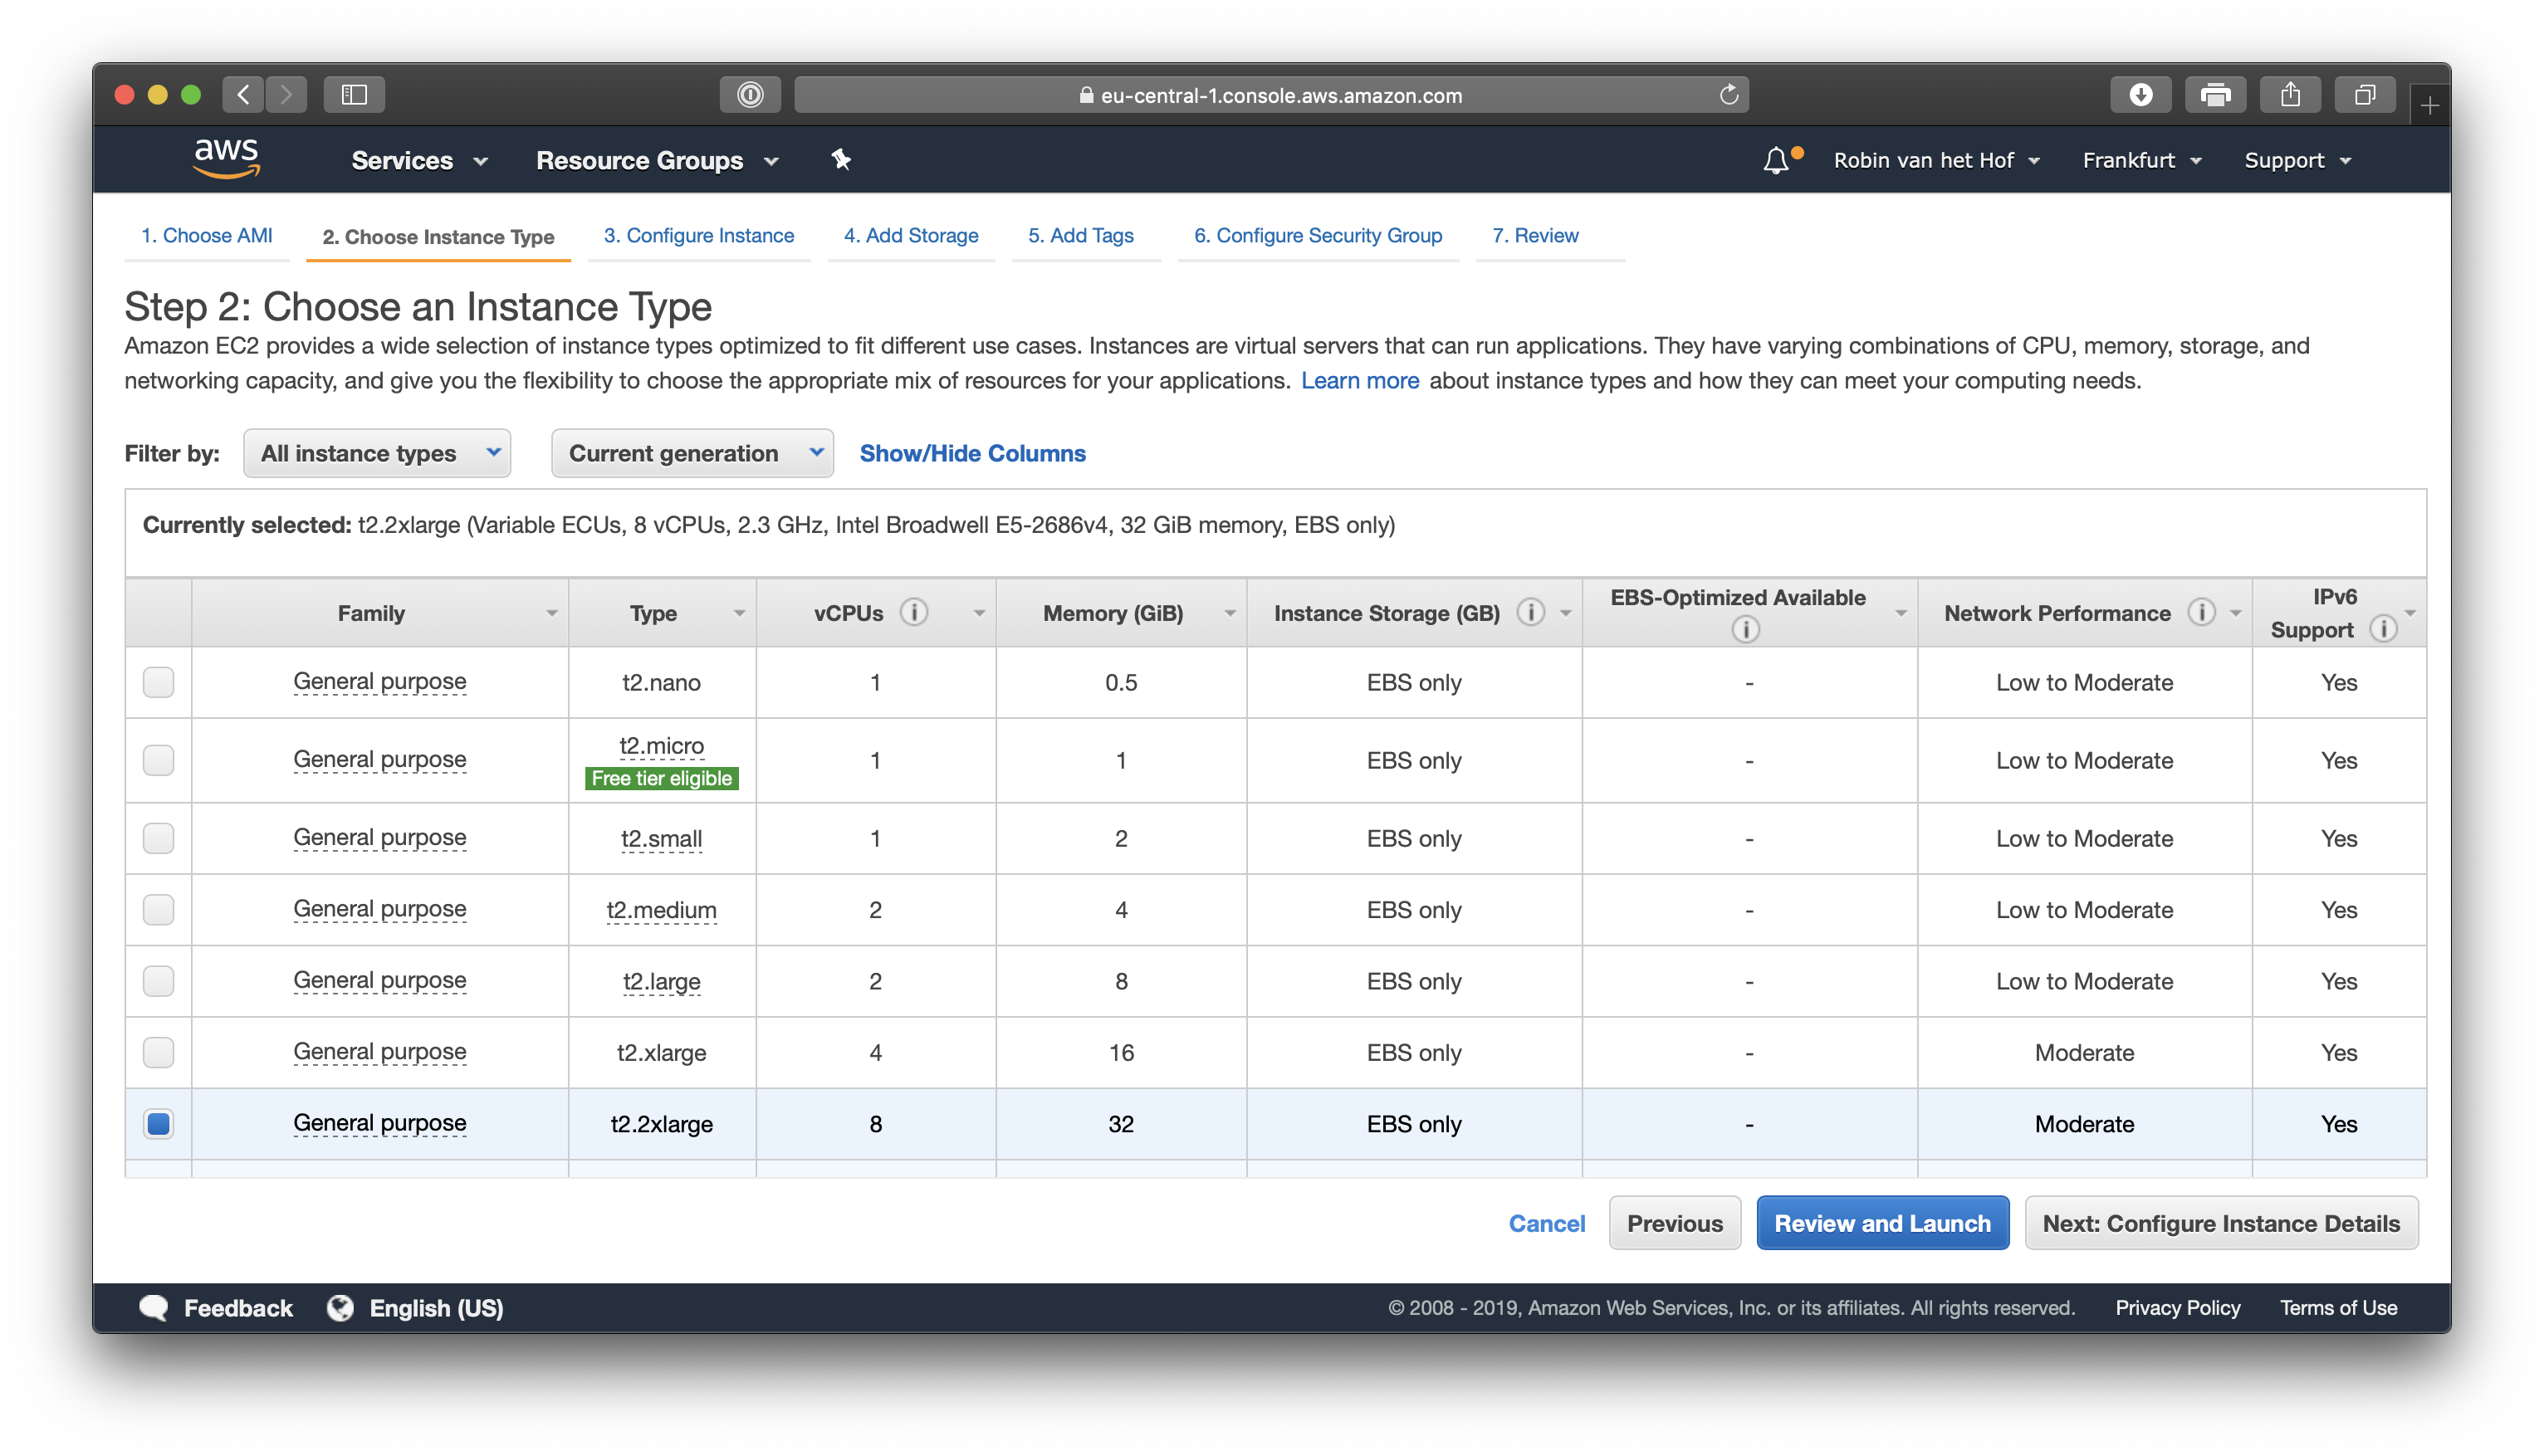 eu-central-1.console.aws.amazon.com
aws Services Resource Groups Robin van het Hof Frankfurt Support
1. Choose AMI 2. Choose Instance Type 3. Configure Instance 4. Add Storage 5. Add Tags 6. Configure Security Group 7. Review
Step 2: Choose an Instance Type
Amazon EC2 provides a wide selection of instance types optimized to fit different use cases. Instances are virtual servers that can run applications. They have varying combinations of CPU, memory, storage, and
networking capacity, and give you the flexibility to choose the appropriate mix of resources for your applications. Learn more about instance types and how they can meet your computing needs.
Filter by: All instance types Current generation Show/Hide Columns
Currently selected: t2.2xlarge (Variable ECUs, 8 vCPUs, 2.3 GHz, Intel Broadwell E5-2686v4, 32 GiB memory, EBS only)
Family Type vCPUs i Memory (GiB) Instance Storage (GB) i EBS-Optimized Available i Network Performance i IPv6 Support i
General purpose t2.nano 1 0.5 EBS only - Low to Moderate Yes
General purpose t2.micro 1 1 EBS only - Low to Moderate Yes
Free tier eligible
General purpose t2.small 1 2 EBS only - Low to Moderate Yes
General purpose t2.medium 2 4 EBS only - Low to Moderate Yes
General purpose t2.large 2 8 EBS only - Low to Moderate Yes
General purpose t2.xlarge 4 16 EBS only - Moderate Yes
General purpose t2.2xlarge 8 32 EBS only - Moderate Yes
Cancel Previous Review and Launch Next: Configure Instance Details
Feedback English (US) © 2008 - 2019, Amazon Web Services, Inc. or its affiliates. All rights reserved. Privacy Policy Terms of Use